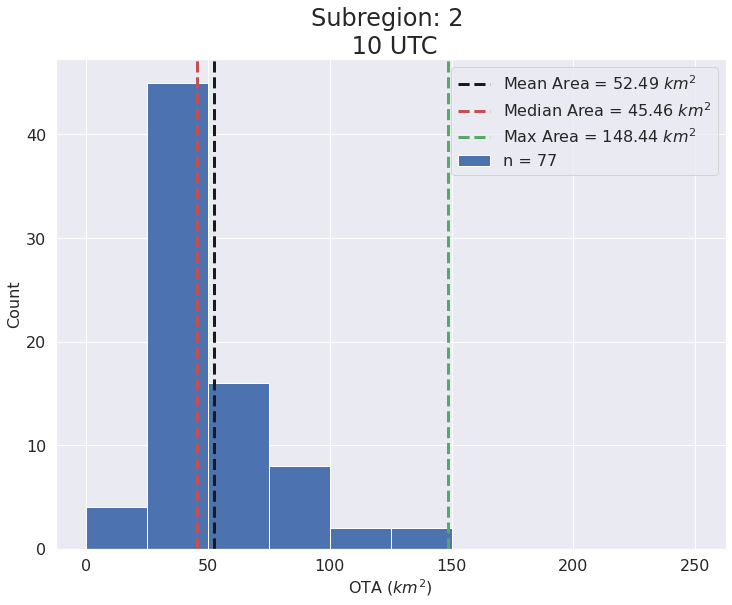 Subregion: 2
10 UTC
Mean Area = 52.49 km²
Median Area = 45.46 km²
Max Area = 148.44 km²
n = 77
Count
40
30
20
10
0
0 50 100 150 200 250
OTA (km²)